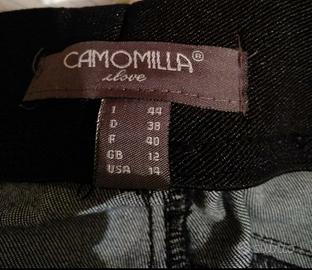 CAMOMILLA®
ilove
I 44
D 38
F 40
GB 12
USA 14